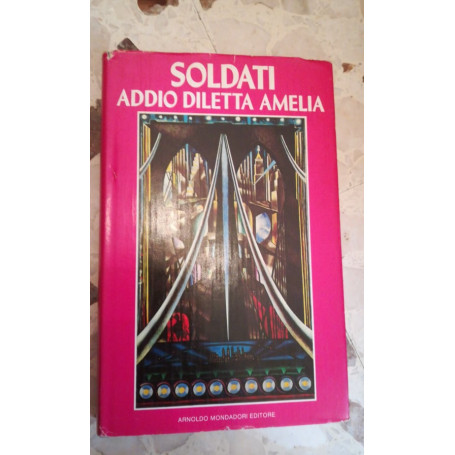 SOLDATI
ADDIO DILETTA AMELIA
ARNOLDO MONDADORI EDITORE